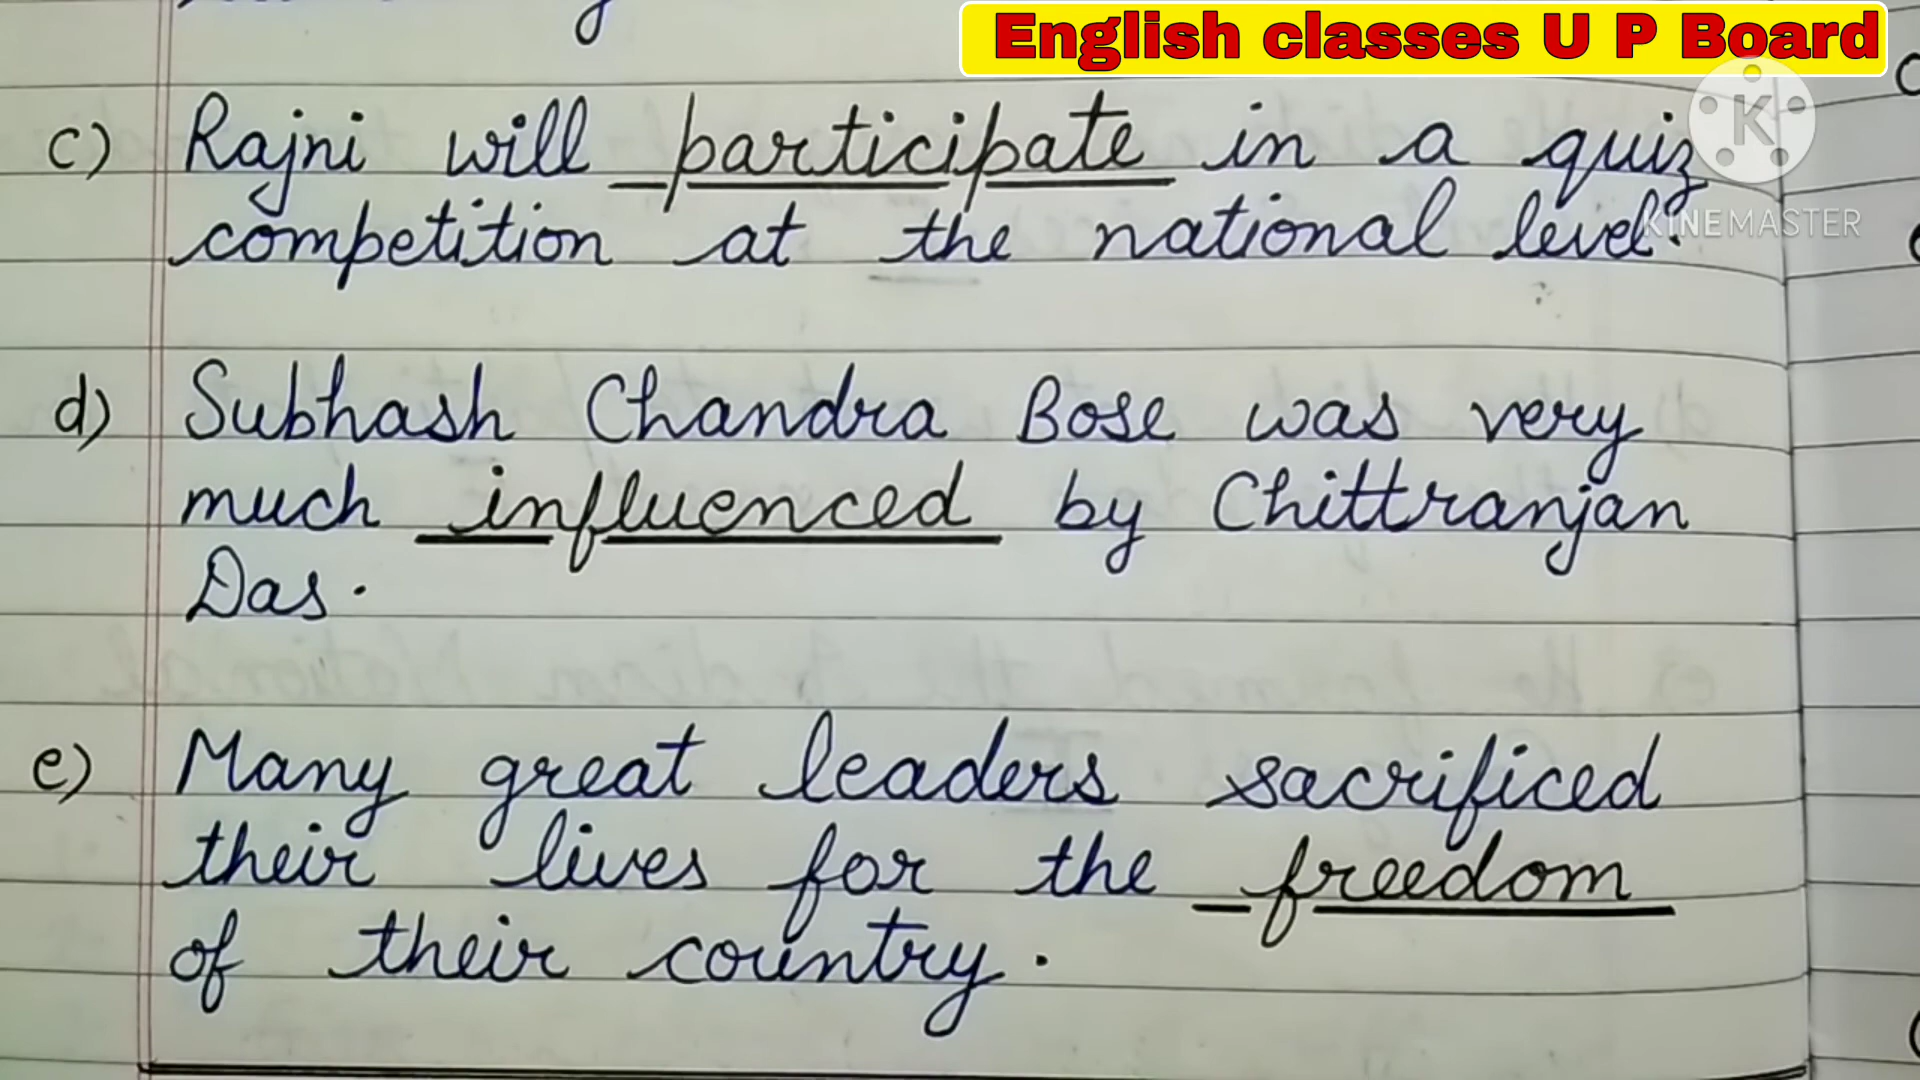 English classes U P Board
c) Rajni will participate in a quiz
competition at the national level.
KINEMASTER
d) Subhash Chandra Bose was very
much influenced by Chittranjan
Das.
e) Many great leaders sacrificed
their lives for the freedom
of their country.